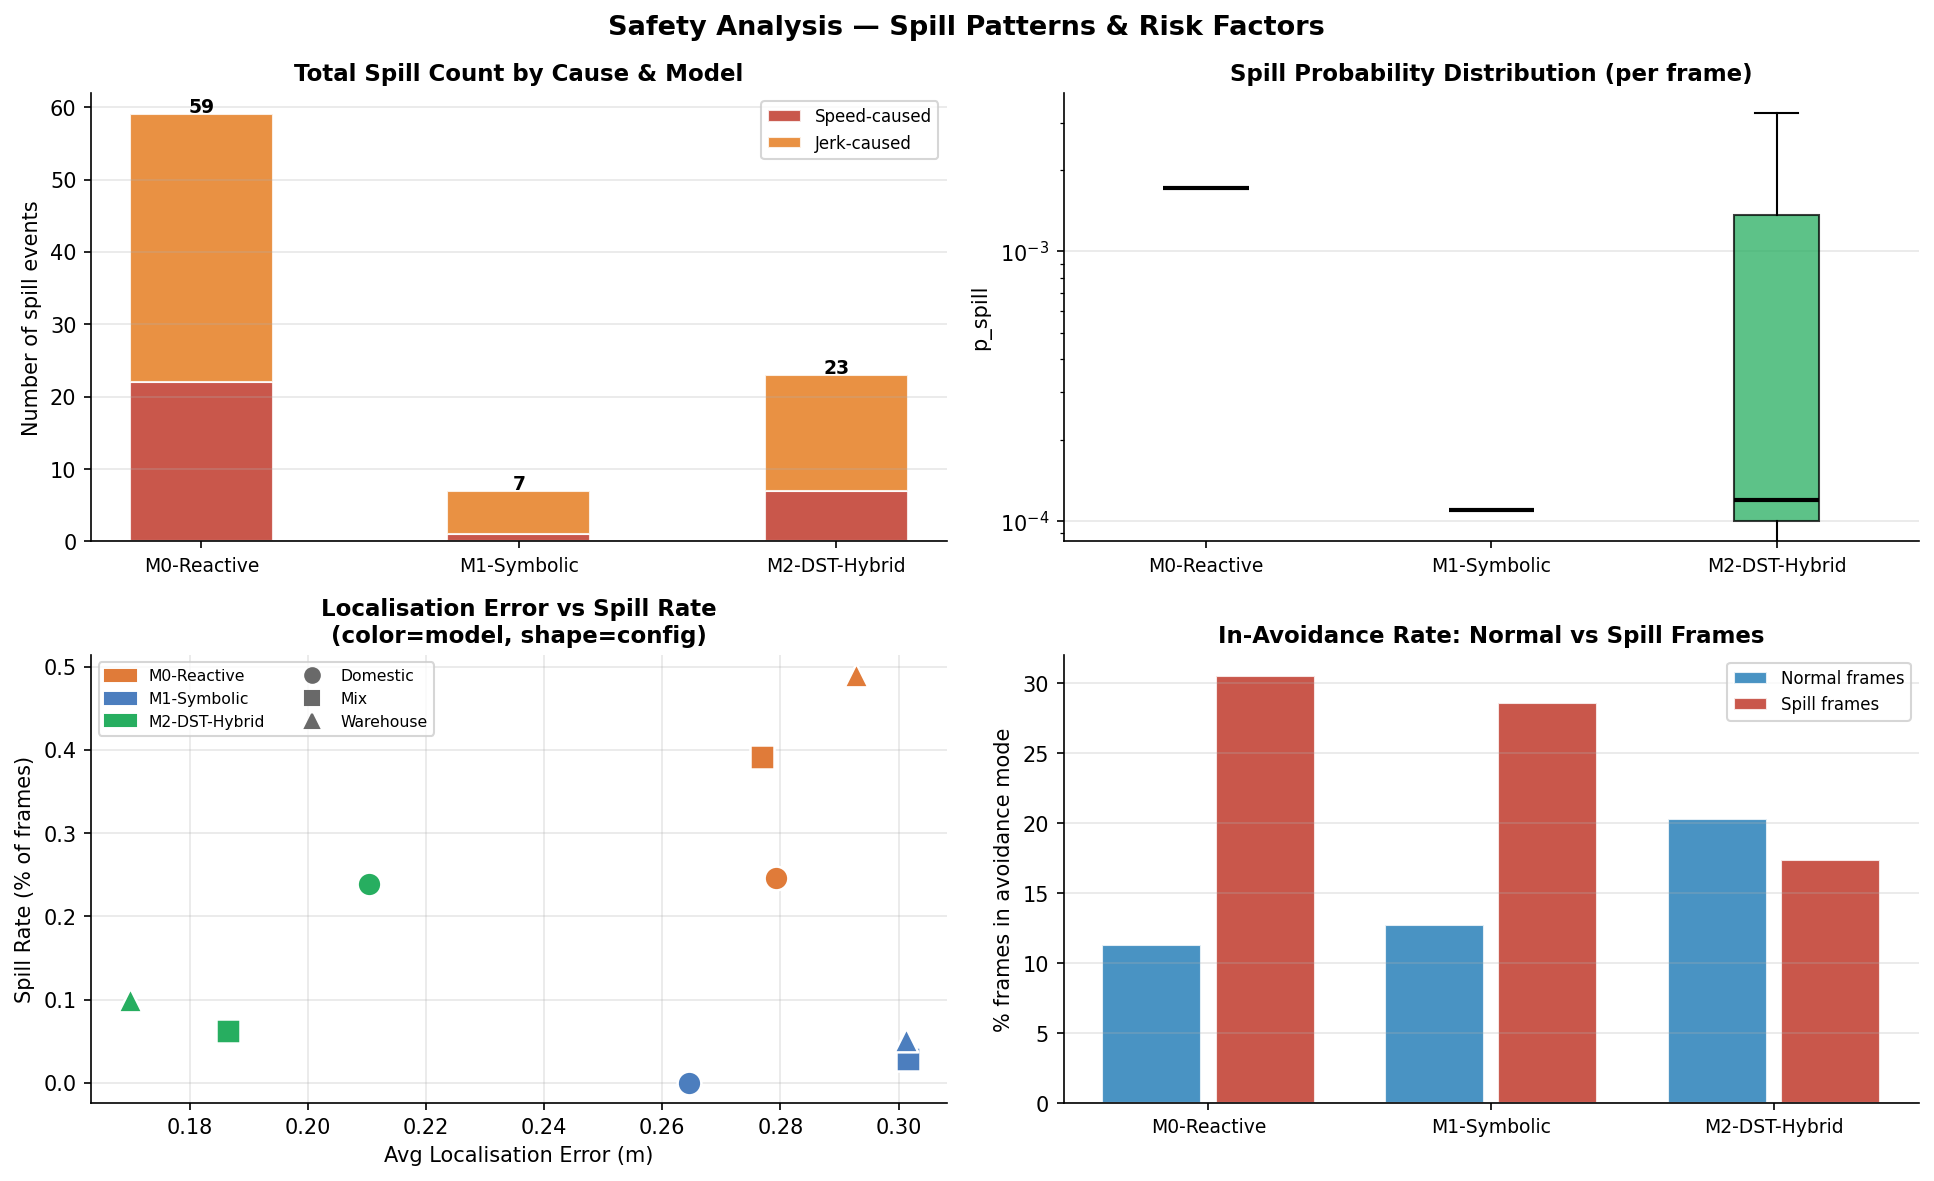 Safety Analysis — Spill Patterns & Risk Factors
Total Spill Count by Cause & Model
Number of spill events
60
50
40
30
20
10
0
59
7
23
Speed-caused
Jerk-caused
M0-Reactive
M1-Symbolic
M2-DST-Hybrid
Spill Probability Distribution (per frame)
p_spill
10⁻³
10⁻⁴
M0-Reactive
M1-Symbolic
M2-DST-Hybrid
Localisation Error vs Spill Rate
(color=model, shape=config)
Spill Rate (% of frames)
0.5
0.4
0.3
0.2
0.1
0.0
M0-Reactive
M1-Symbolic
M2-DST-Hybrid
Domestic
Mix
Warehouse
0.18
0.20
0.22
0.24
0.26
0.28
0.30
Avg Localisation Error (m)
In-Avoidance Rate: Normal vs Spill Frames
% frames in avoidance mode
30
25
20
15
10
5
0
Normal frames
Spill frames
M0-Reactive
M1-Symbolic
M2-DST-Hybrid